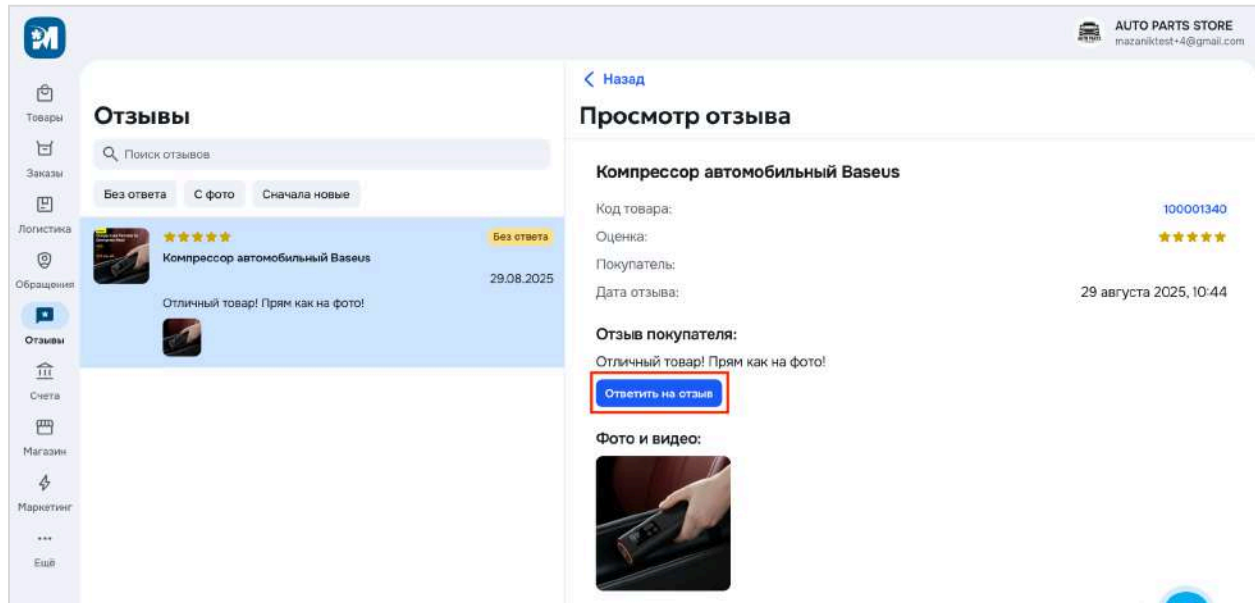 AUTO PARTS STORE
mazaniktest+4@gmail.com
Товары
Заказы
Логистика
Обращения
Отзывы
Счета
Магазин
Маркетинг
Ещё
Отзывы
Поиск отзывов
Без ответа
С фото
Сначала новые
Без ответа
Компрессор автомобильный Baseus
29.08.2025
Отличный товар! Прям как на фото!
Назад
Просмотр отзыва
Компрессор автомобильный Baseus
Код товара: 100001340
Оценка:
Покупатель:
Дата отзыва: 29 августа 2025, 10:44
Отзыв покупателя:
Отличный товар! Прям как на фото!
Ответить на отзыв
Фото и видео: